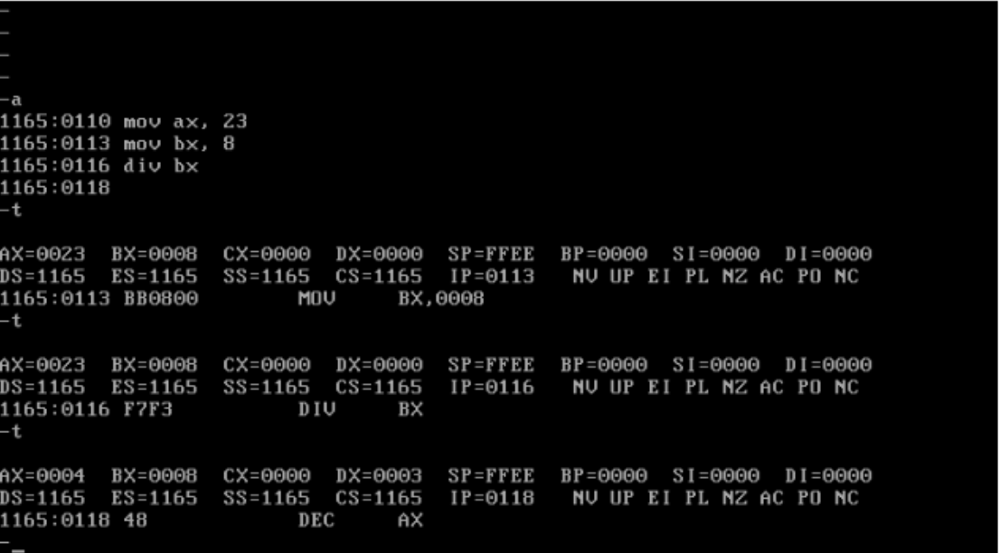 -
-
-
-
-a
1165:0110 mov ax, 23
1165:0113 mov bx, 8
1165:0116 div bx
1165:0118
-t
AX=0023  BX=0008  CX=0000  DX=0000  SP=FFEE  BP=0000  SI=0000  DI=0000
DS=1165  ES=1165  SS=1165  CS=1165  IP=0113   NV UP EI PL NZ AC PO NC
1165:0113 BB0800        MOV     BX,0008
-t
AX=0023  BX=0008  CX=0000  DX=0000  SP=FFEE  BP=0000  SI=0000  DI=0000
DS=1165  ES=1165  SS=1165  CS=1165  IP=0116   NV UP EI PL NZ AC PO NC
1165:0116 F7F3          DIV     BX
-t
AX=0004  BX=0008  CX=0000  DX=0003  SP=FFEE  BP=0000  SI=0000  DI=0000
DS=1165  ES=1165  SS=1165  CS=1165  IP=0118   NV UP EI PL NZ AC PO NC
1165:0118 48            DEC     AX
-_